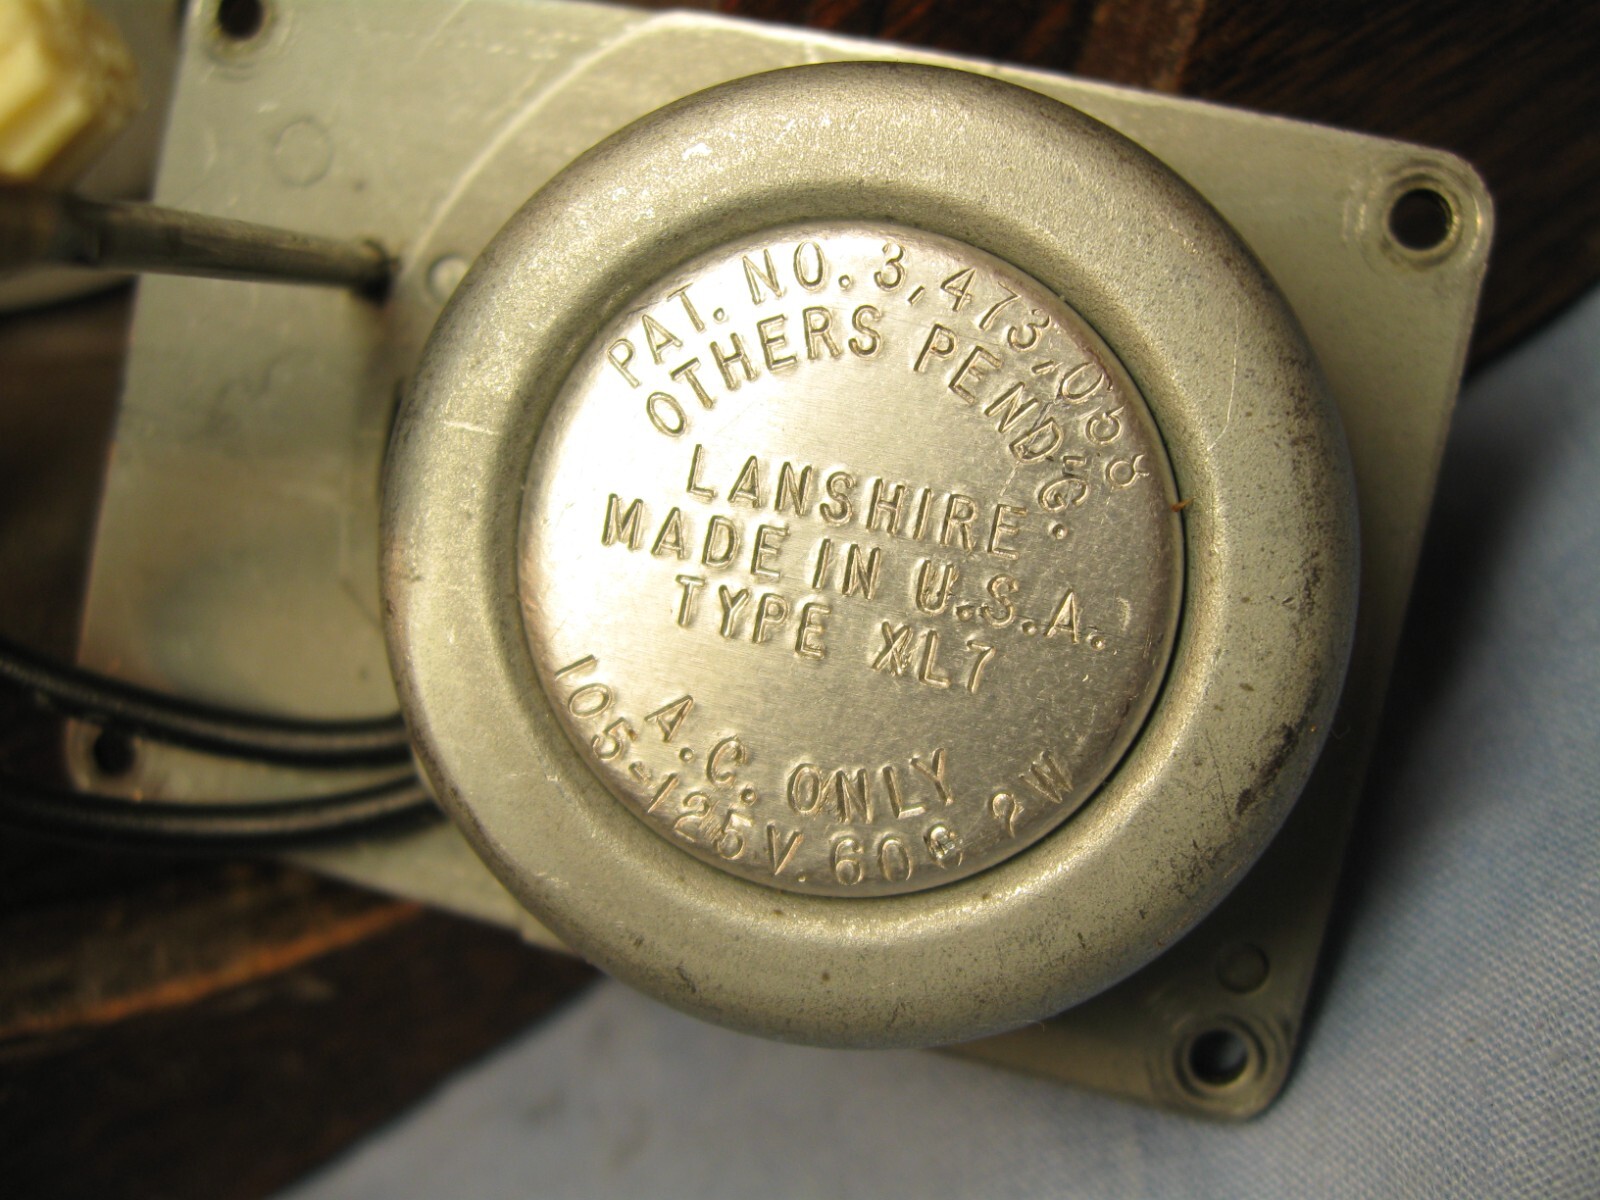 PAT. NO. 3,473,058
OTHERS PEND'G.
LANSHIRE
MADE IN U.S.A.
TYPE XL7
A.C. ONLY
105-125V. 60C 2W